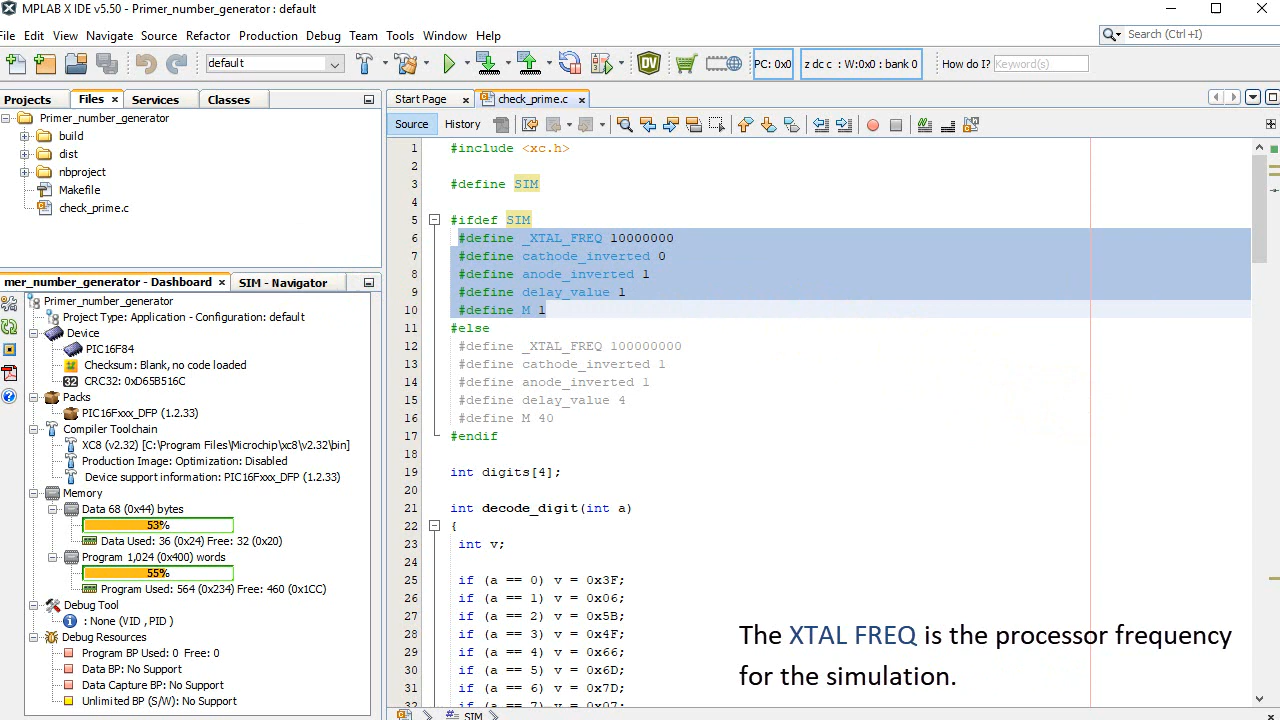 MPLAB X IDE v5.50 - Primer_number_generator : default
File Edit View Navigate Source Refactor Production Debug Team Tools Window Help
Search (Ctrl+I)
default
DV
PC: 0x0
z dc c : W:0x0 : bank 0
How do I? Keyword(s)
Projects Files Services Classes
Primer_number_generator
build
dist
nbproject
Makefile
check_prime.c
mer_number_generator - Dashboard SIM - Navigator
Primer_number_generator
Project Type: Application - Configuration: default
Device
PIC16F84
Checksum: Blank, no code loaded
32 CRC32: 0xD65B516C
Packs
PIC16Fxxx_DFP (1.2.33)
Compiler Toolchain
XC8 (v2.32) [C:\Program Files\Microchip\xc8\v2.32\bin]
Production Image: Optimization: Disabled
Device support information: PIC16Fxxx_DFP (1.2.33)
Memory
Data 68 (0x44) bytes
53%
Data Used: 36 (0x24) Free: 32 (0x20)
Program 1,024 (0x400) words
55%
Program Used: 564 (0x234) Free: 460 (0x1CC)
Debug Tool
: None (VID , PID )
Debug Resources
Program BP Used: 0 Free: 0
Data BP: No Support
Data Capture BP: No Support
Unlimited BP (S/W): No Support
Start Page check_prime.c
Source History
1 #include <xc.h>
2
3 #define SIM
4
5 #ifdef SIM
6 #define _XTAL_FREQ 10000000
7 #define cathode_inverted 0
8 #define anode_inverted 1
9 #define delay_value 1
10 #define M 1
11 #else
12 #define _XTAL_FREQ 100000000
13 #define cathode_inverted 1
14 #define anode_inverted 1
15 #define delay_value 4
16 #define M 40
17 #endif
18
19 int digits[4];
20
21 int decode_digit(int a)
22 {
23 int v;
24
25 if (a == 0) v = 0x3F;
26 if (a == 1) v = 0x06;
27 if (a == 2) v = 0x5B;
28 if (a == 3) v = 0x4F;
29 if (a == 4) v = 0x66;
30 if (a == 5) v = 0x6D;
31 if (a == 6) v = 0x7D;
32 if (a == 7) v = 0x07;
SIM
The XTAL FREQ is the processor frequency
for the simulation.